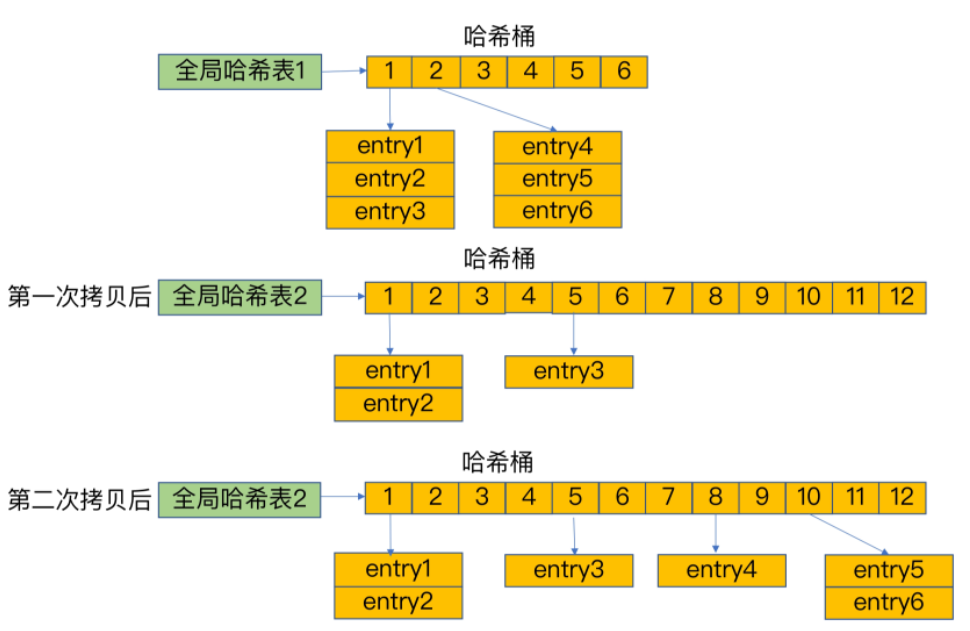 哈希桶
全局哈希表1
1 2 3 4 5 6
entry1 entry4
entry2 entry5
entry3 entry6
哈希桶
第一次拷贝后 全局哈希表2 1 2 3 4 5 6 7 8 9 10 11 12
entry1 entry3
entry2
哈希桶
第二次拷贝后 全局哈希表2 1 2 3 4 5 6 7 8 9 10 11 12
entry1 entry3 entry4 entry5
entry2 entry6